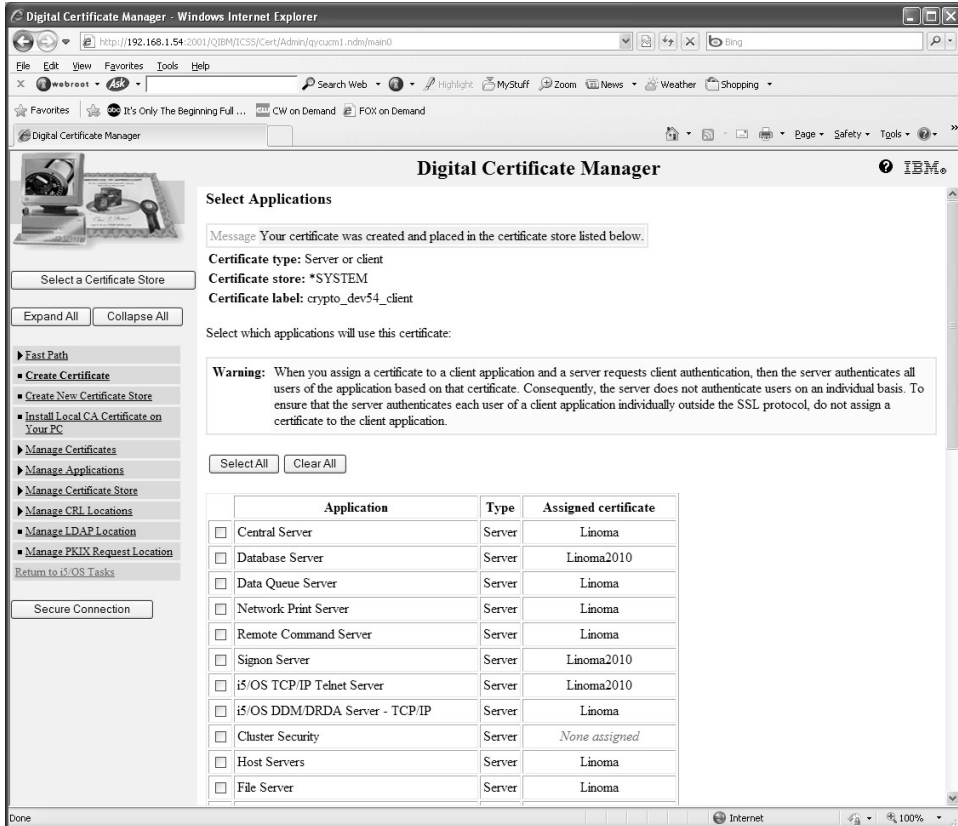 Digital Certificate Manager - Windows Internet Explorer
http://192.168.1.54:2001/QIBM/ICSS/Cert/Admin/qycucm1.ndm/main0
Bing
File Edit View Favorites Tools Help
webroot Ask Search Web Highlight MyStuff Zoom News Weather Shopping
Favorites abc It's Only The Beginning Full ... CW on Demand FOX on Demand
Digital Certificate Manager Page Safety Tools
Digital Certificate Manager
IBM®
Select a Certificate Store
Expand All Collapse All
Fast Path
Create Certificate
Create New Certificate Store
Install Local CA Certificate on
Your PC
Manage Certificates
Manage Applications
Manage Certificate Store
Manage CRL Locations
Manage LDAP Location
Manage PKIX Request Location
Return to i5/OS Tasks
Secure Connection
Select Applications
Message Your certificate was created and placed in the certificate store listed below.
Certificate type: Server or client
Certificate store: *SYSTEM
Certificate label: crypto_dev54_client
Select which applications will use this certificate:
Warning: When you assign a certificate to a client application and a server requests client authentication, then the server authenticates all
users of the application based on that certificate. Consequently, the server does not authenticate users on an individual basis. To
ensure that the server authenticates each user of a client application individually outside the SSL protocol, do not assign a
certificate to the client application.
Select All Clear All
Application Type Assigned certificate
Central Server Server Linoma
Database Server Server Linoma2010
Data Queue Server Server Linoma
Network Print Server Server Linoma
Remote Command Server Server Linoma
Signon Server Server Linoma2010
i5/OS TCP/IP Telnet Server Server Linoma2010
i5/OS DDM/DRDA Server - TCP/IP Server Linoma
Cluster Security Server None assigned
Host Servers Server Linoma
File Server Server Linoma
Done Internet 100%